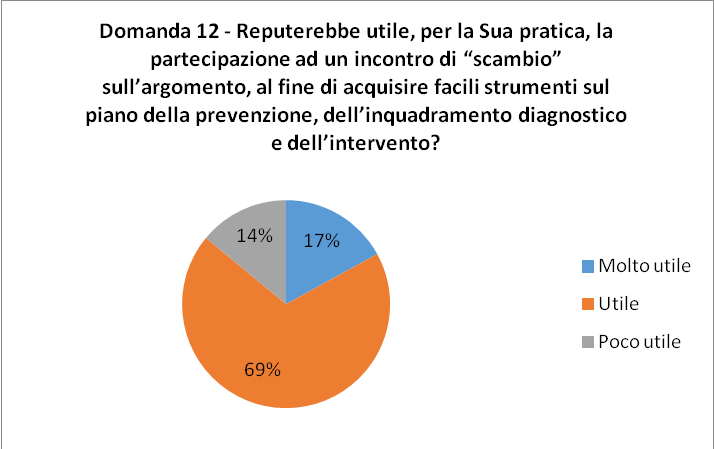 Domanda 12 - Reputerebbe utile, per la Sua pratica, la
partecipazione ad un incontro di “scambio”
sull’argomento, al fine di acquisire facili strumenti sul
piano della prevenzione, dell’inquadramento diagnostico
e dell’intervento?
14%
17%
69%
Molto utile
Utile
Poco utile